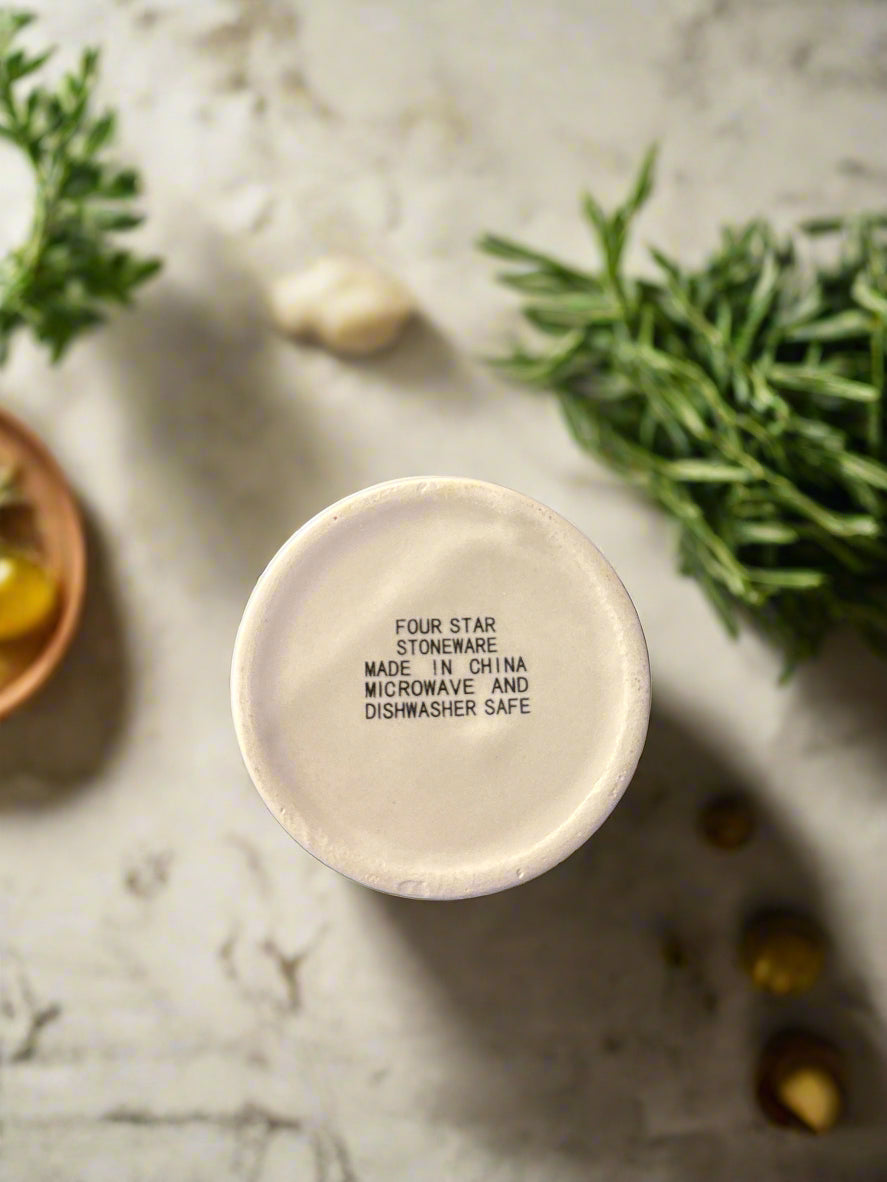 FOUR STAR
STONEWARE
MADE IN CHINA
MICROWAVE AND
DISHWASHER SAFE